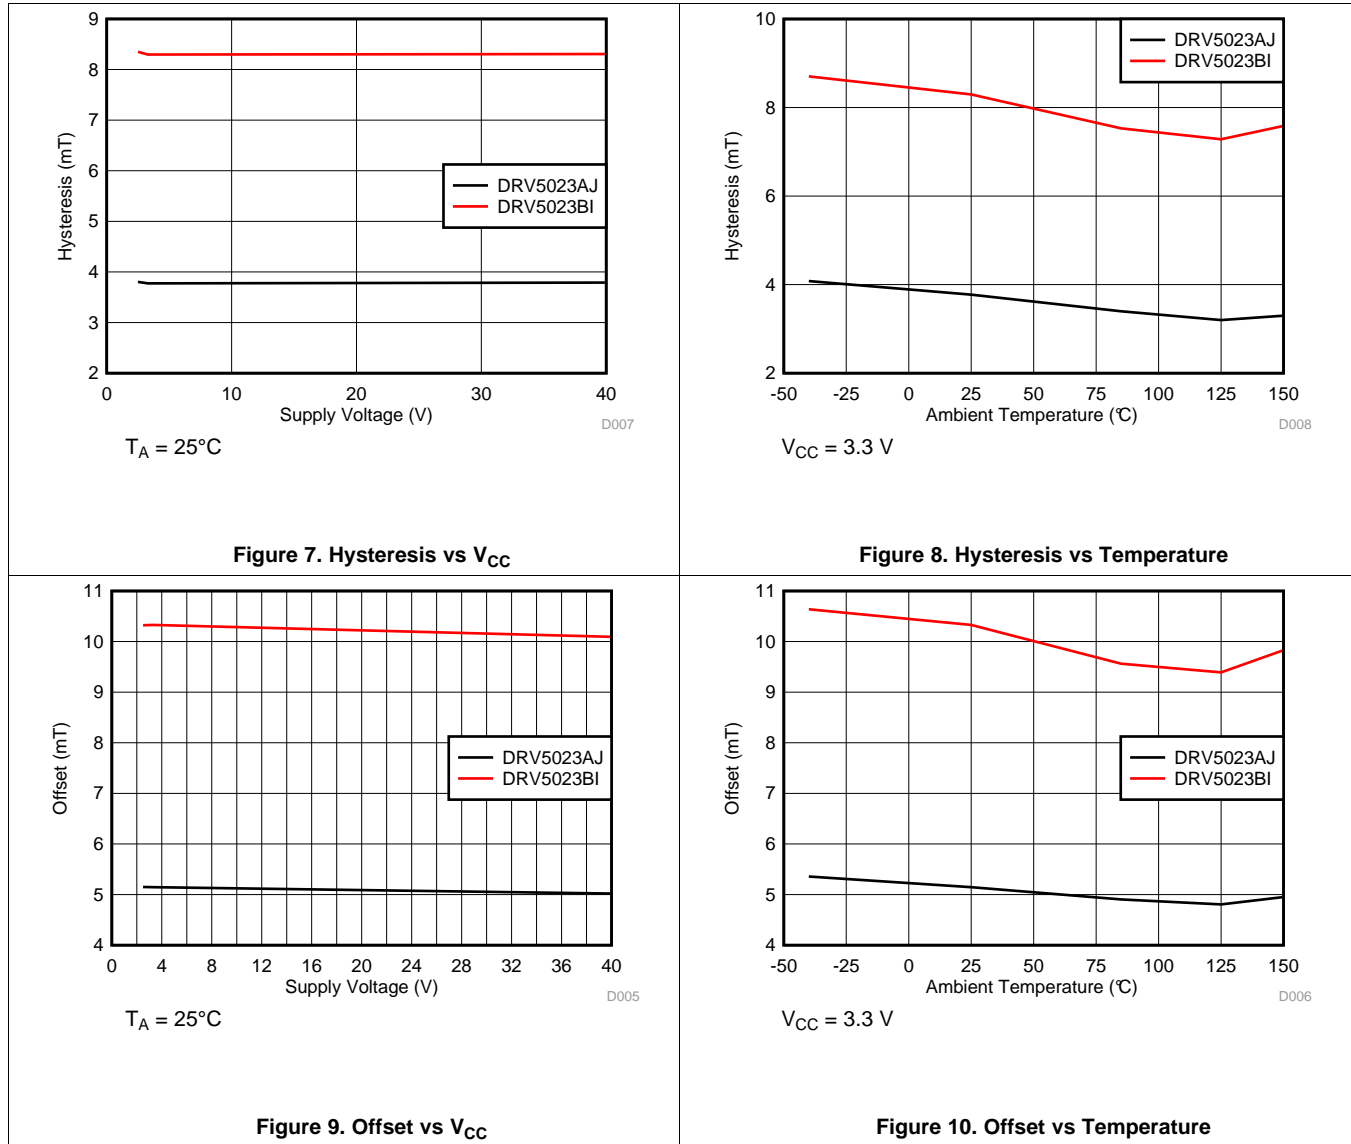 9
8
7
6
5
4
3
2
Hysteresis (mT)
DRV5023AJ
DRV5023BI
0 10 20 30 40
Supply Voltage (V)
D007
TA = 25°C
Figure 7. Hysteresis vs VCC
10
8
6
4
2
Hysteresis (mT)
DRV5023AJ
DRV5023BI
-50 -25 0 25 50 75 100 125 150
Ambient Temperature (°C)
D008
VCC = 3.3 V
Figure 8. Hysteresis vs Temperature
11
10
9
8
7
6
5
4
Offset (mT)
DRV5023AJ
DRV5023BI
0 4 8 12 16 20 24 28 32 36 40
Supply Voltage (V)
D005
TA = 25°C
Figure 9. Offset vs VCC
11
10
9
8
7
6
5
4
Offset (mT)
DRV5023AJ
DRV5023BI
-50 -25 0 25 50 75 100 125 150
Ambient Temperature (°C)
D006
VCC = 3.3 V
Figure 10. Offset vs Temperature